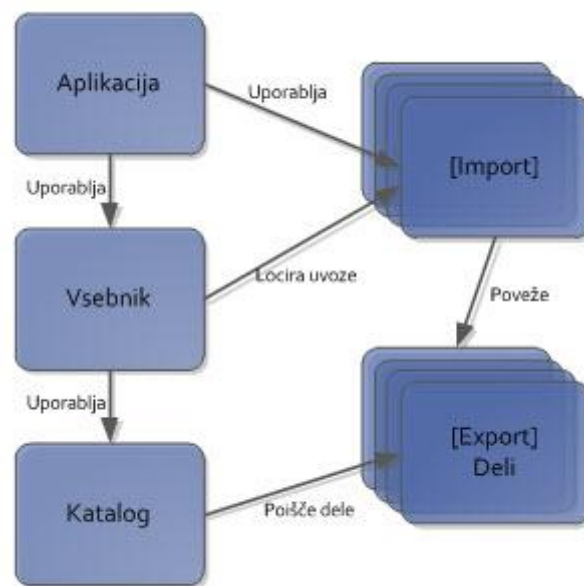 Aplikacija
Uporablja
[Import]
Uporablja
Vsebnik
Locira uvoze
Poveže
Uporablja
[Export]
Deli
Katalog
Poišče dele